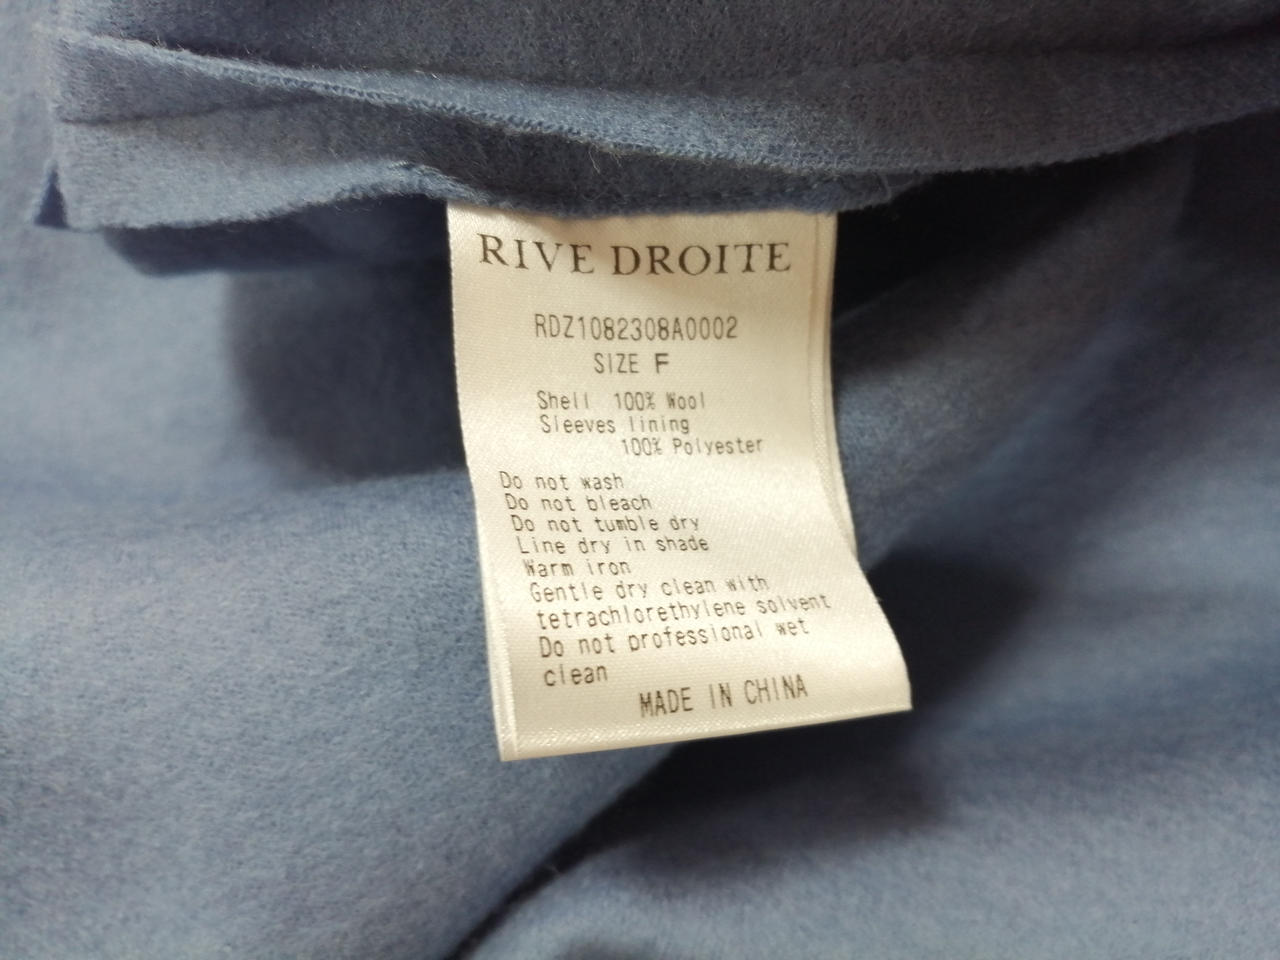 RIVE DROITE
RDZ1082308A0002
SIZE F
Shell 100% Wool
Sleeves lining
100% Polyester
Do not wash
Do not bleach
Do not tumble dry
Line dry in shade
Warm iron
Gentle dry clean with
tetrachlorethylene solvent
Do not professional wet
clean
MADE IN CHINA